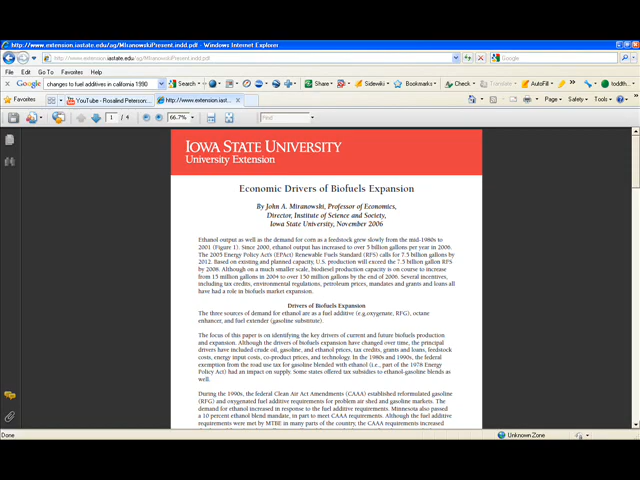 http://www.extension.iastate.edu/ag/MiranowskiPresent.indd.pdf - Windows Internet Explorer
http://www.extension.iastate.edu/ag/MiranowskiPresent.indd.pdf
Google
File Edit Go To Favorites Help
Google changes to fuel additives in california 1990 Search Share Sidewiki Bookmarks Check Translate AutoFill
Favorites YouTube - Rosalind Peterson... http://www.extension.iast... Page Safety Tools
1 / 4 66.7% Find
IOWA STATE UNIVERSITY
University Extension
Economic Drivers of Biofuels Expansion
By John A. Miranowski, Professor of Economics,
Director, Institute of Science and Society,
Iowa State University, November 2006
Ethanol output as well as the demand for corn as a feedstock grew slowly from the mid-1980s to
2001 (Figure 1). Since 2000, ethanol output has increased to over 5 billion gallons per year in 2006.
The 2005 Energy Policy Act's (EPAct) Renewable Fuels Standard (RFS) calls for 7.5 billion gallons by
2012. Based on existing and planned capacity, U.S. production will exceed the 7.5 billion gallon RFS
by 2008. Although on a much smaller scale, biodiesel production capacity is on course to increase
from 15 million gallons in 2004 to over 150 million gallons by the end of 2006. Several incentives,
including tax credits, environmental regulations, petroleum prices, mandates and grants and loans all
have had a role in biofuels market expansion.
Drivers of Biofuels Expansion
The three sources of demand for ethanol are as a fuel additive (e.g.oxygenate, RFG), octane
enhancer, and fuel extender (gasoline substitute).
The focus of this paper is on identifying the key drivers of current and future biofuels production
and expansion. Although the drivers of biofuels expansion have changed over time, the principal
drivers have included crude oil, gasoline, and ethanol prices, tax credits, grants and loans, feedstock
costs, energy input costs, co-product prices, and technology. In the 1980s and 1990s, the federal
exemption from the road use tax for gasoline blended with ethanol (i.e., part of the 1978 Energy
Policy Act) had an impact on supply. Some states offered tax subsidies to ethanol-gasoline blends as
well.
During the 1990s, the federal Clean Air Act Amendments (CAAA) established reformulated gasoline
(RFG) and oxygenated fuel additive requirements for problem air shed and gasoline markets. The
demand for ethanol increased in response to the fuel additive requirements. Minnesota also passed
a 10 percent ethanol blend mandate, in part to meet CAAA requirements. Although the fuel additive
requirements were met by MTBE in many parts of the country, the CAAA requirements increased
Done Unknown Zone